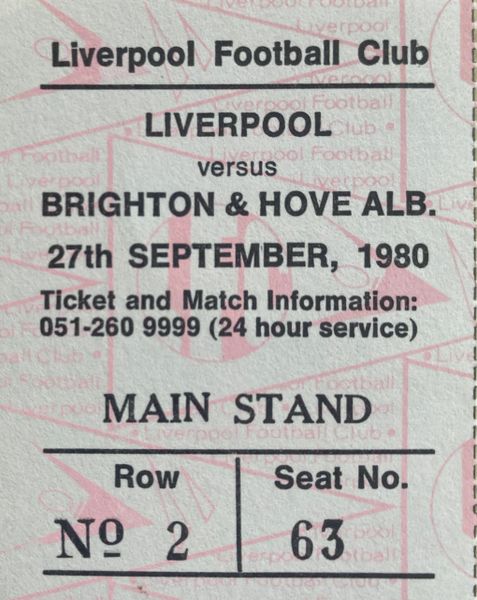 Liverpool Football Club
LIVERPOOL
versus
BRIGHTON & HOVE ALB.
27th SEPTEMBER, 1980
Ticket and Match Information:
051-260 9999 (24 hour service)
MAIN STAND
Row Seat No.
Nº 2 63